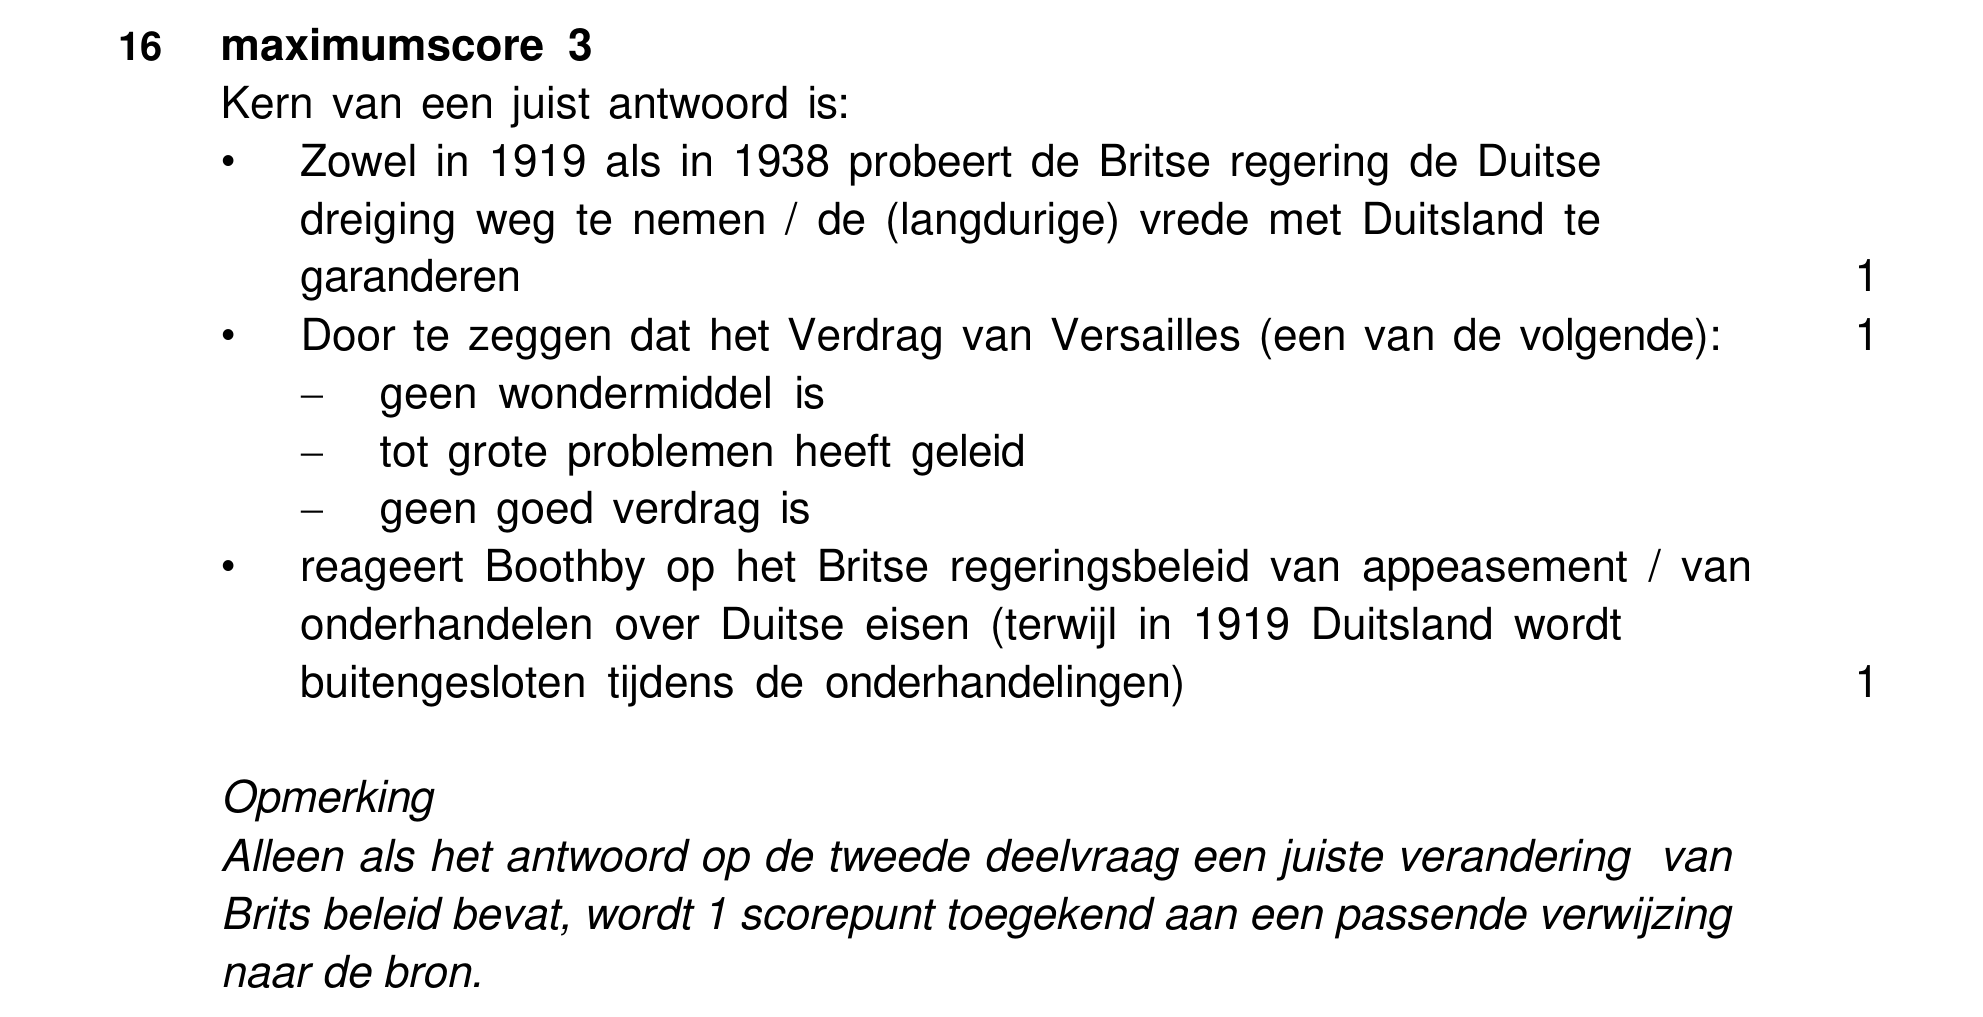 16 maximumscore 3
Kern van een juist antwoord is:
• Zowel in 1919 als in 1938 probeert de Britse regering de Duitse
dreiging weg te nemen / de (langdurige) vrede met Duitsland te
garanderen 1
• Door te zeggen dat het Verdrag van Versailles (een van de volgende): 1
− geen wondermiddel is
− tot grote problemen heeft geleid
− geen goed verdrag is
• reageert Boothby op het Britse regeringsbeleid van appeasement / van
onderhandelen over Duitse eisen (terwijl in 1919 Duitsland wordt
buitengesloten tijdens de onderhandelingen) 1
Opmerking
Alleen als het antwoord op de tweede deelvraag een juiste verandering van
Brits beleid bevat, wordt 1 scorepunt toegekend aan een passende verwijzing
naar de bron.